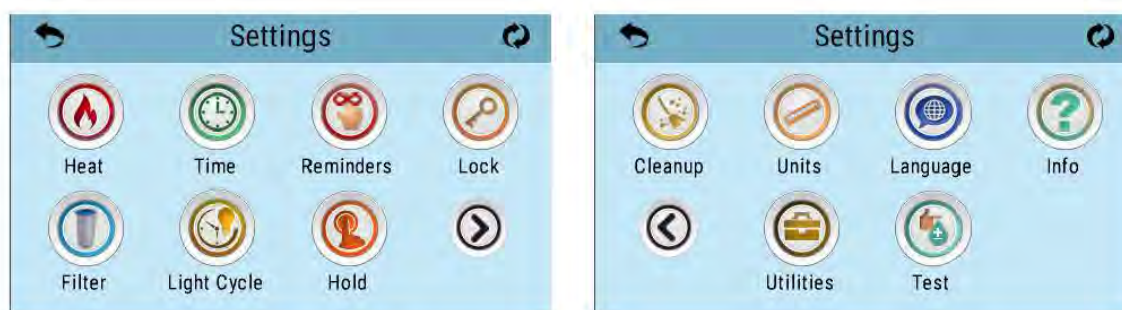 Settings
Heat Time Reminders Lock
Filter Light Cycle Hold
Settings
Cleanup Units Language Info
Utilities Test